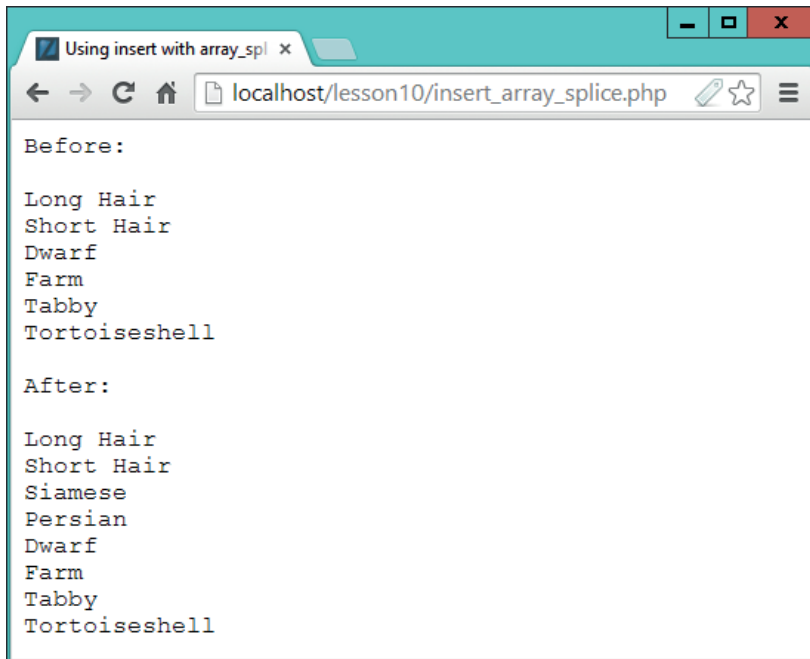 Using insert with array_spl
localhost/lesson10/insert_array_splice.php
Before:
Long Hair
Short Hair
Dwarf
Farm
Tabby
Tortoiseshell
After:
Long Hair
Short Hair
Siamese
Persian
Dwarf
Farm
Tabby
Tortoiseshell